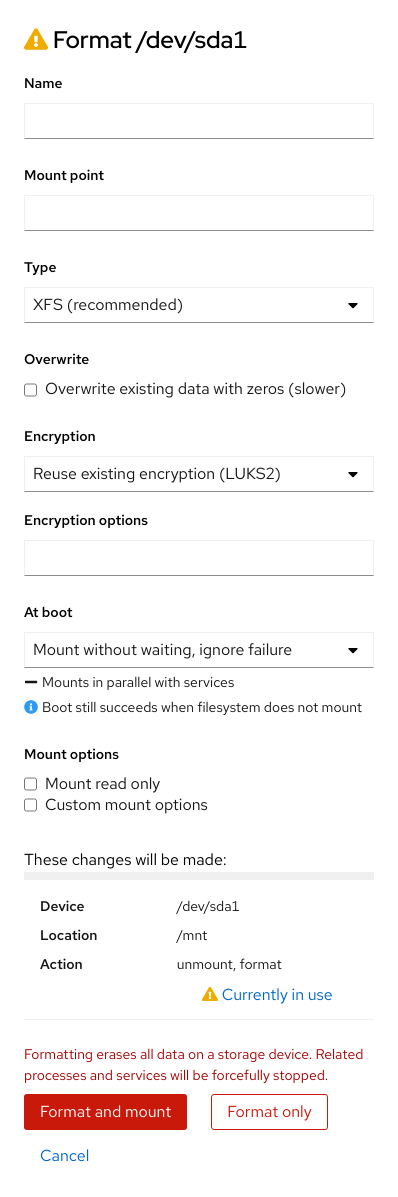 Format /dev/sda1
Name
Mount point
Type
XFS (recommended)
Overwrite
Overwrite existing data with zeros (slower)
Encryption
Reuse existing encryption (LUKS2)
Encryption options
At boot
Mount without waiting, ignore failure
Mounts in parallel with services
Boot still succeeds when filesystem does not mount
Mount options
Mount read only
Custom mount options
These changes will be made:
Device /dev/sda1
Location /mnt
Action unmount, format
Currently in use
Formatting erases all data on a storage device. Related
processes and services will be forcefully stopped.
Format and mount Format only
Cancel